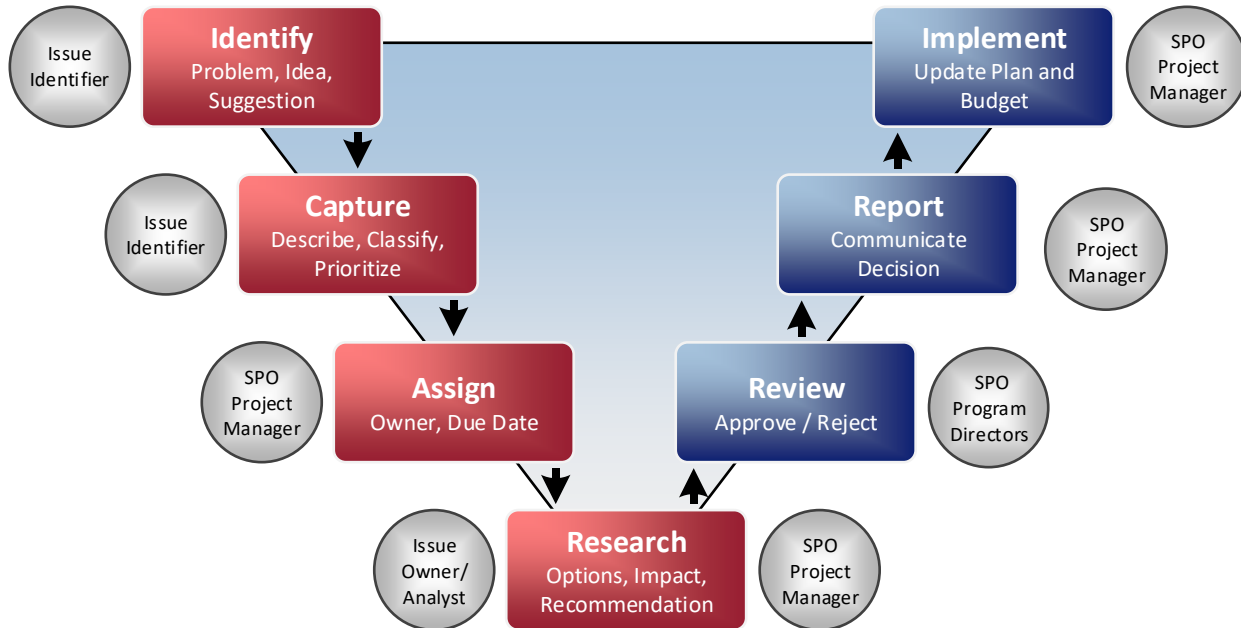 Issue
Identifier
Identify
Problem, Idea,
Suggestion
Implement
Update Plan and
Budget
SPO
Project
Manager
Issue
Identifier
Capture
Describe, Classify,
Prioritize
Report
Communicate
Decision
SPO
Project
Manager
SPO
Project
Manager
Assign
Owner, Due Date
Review
Approve / Reject
SPO
Program
Directors
Issue
Owner/
Analyst
Research
Options, Impact,
Recommendation
SPO
Project
Manager